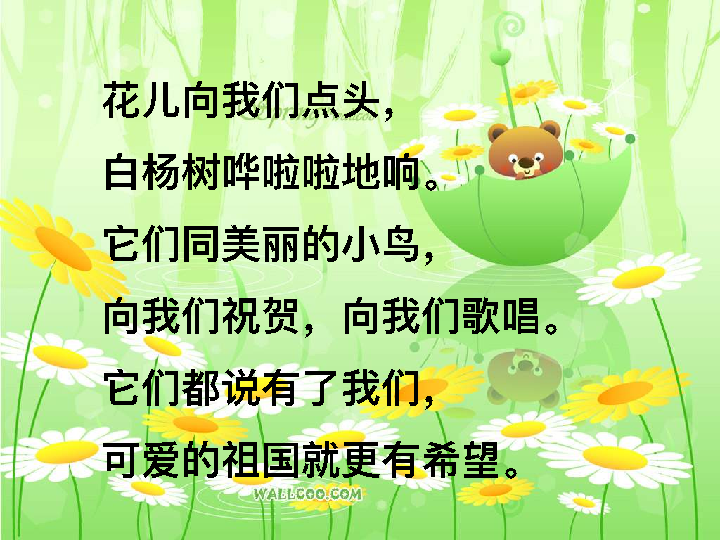 花儿向我们点头，
白杨树哗啦啦地响。
它们同美丽的小鸟，
向我们祝贺，向我们歌唱。
它们都说有了我们，
可爱的祖国就更有希望。
WALLCOO.COM